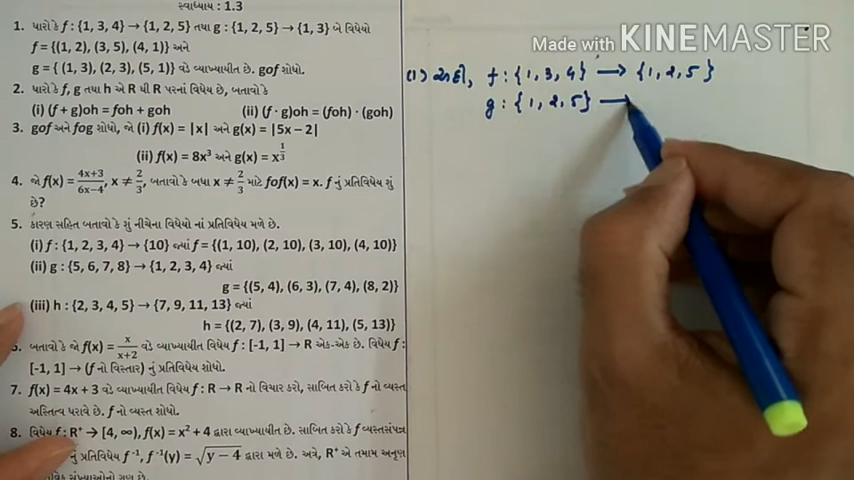 સ્વાધ્યાય : 1.3
1. ધારોકે f : {1, 3, 4} → {1, 2, 5} તથા g : {1, 2, 5} → {1, 3} બે વિધેયો
f = {(1, 2), (3, 5), (4, 1)} અને
g = { (1, 3), (2, 3), (5, 1)} વડે વ્યાખ્યાયીત છે. gof શોધો.
2. ધારોકે f, g તથા h એ R થી R પરનાં વિધેય છે, બતાવોકે
(i) (f + g)oh = foh + goh (ii) (f · g)oh = (foh) · (goh)
3. gof અને fog શોધો, જો (i) f(x) = |x| અને g(x) = |5x − 2|
(ii) f(x) = 8x³ અને g(x) = x^(1/3)
4. જો f(x) = (4x+3)/(6x−4), x ≠ 2/3, બતાવો કે બધા x ≠ 2/3 માટે fof(x) = x. f નું પ્રતિવિધેય શું
છે?
5. કારણ સહિત બતાવો કે શું નીચેના વિધેયો નાં પ્રતિવિધેય મળે છે.
(i) f : {1, 2, 3, 4} → {10} જ્યાં f = {(1, 10), (2, 10), (3, 10), (4, 10)}
(ii) g : {5, 6, 7, 8} → {1, 2, 3, 4} જ્યાં
g = {(5, 4), (6, 3), (7, 4), (8, 2)}
(iii) h : {2, 3, 4, 5} → {7, 9, 11, 13} જ્યાં
h = {(2, 7), (3, 9), (4, 11), (5, 13)}
6. બતાવોકે જો f(x) = x/(x+2) વડે વ્યાખ્યાયીત વિધેય f : [-1, 1] → R એક-એક છે. વિધેય f :
[-1, 1] → (f નો વિસ્તાર) નું પ્રતિવિધેય શોધો.
7. f(x) = 4x + 3 વડે વ્યાખ્યાયીત વિધેય f : R → R નો વિચાર કરો, સાબિત કરો કે f નો વ્યસ્ત
અસ્તિત્વ ધરાવે છે. f નો વ્યસ્ત શોધો.
8. વિધેય f : R⁺ → [4, ∞), f(x) = x² + 4 દ્વારા વ્યાખ્યાયીત છે. સાબિત કરોકે f વ્યસ્તસંપન્ન
નું પ્રતિવિધેય f⁻¹, f⁻¹(y) = √(y − 4) દ્વારા મળે છે. અત્રે, R⁺ એ તમામ અનૃણ
સંખ્યાઓનો ગણ છે.
Made with KINEMASTER
(1) અહીં, f : {1, 3, 4} → {1, 2, 5}
g : {1, 2, 5} →